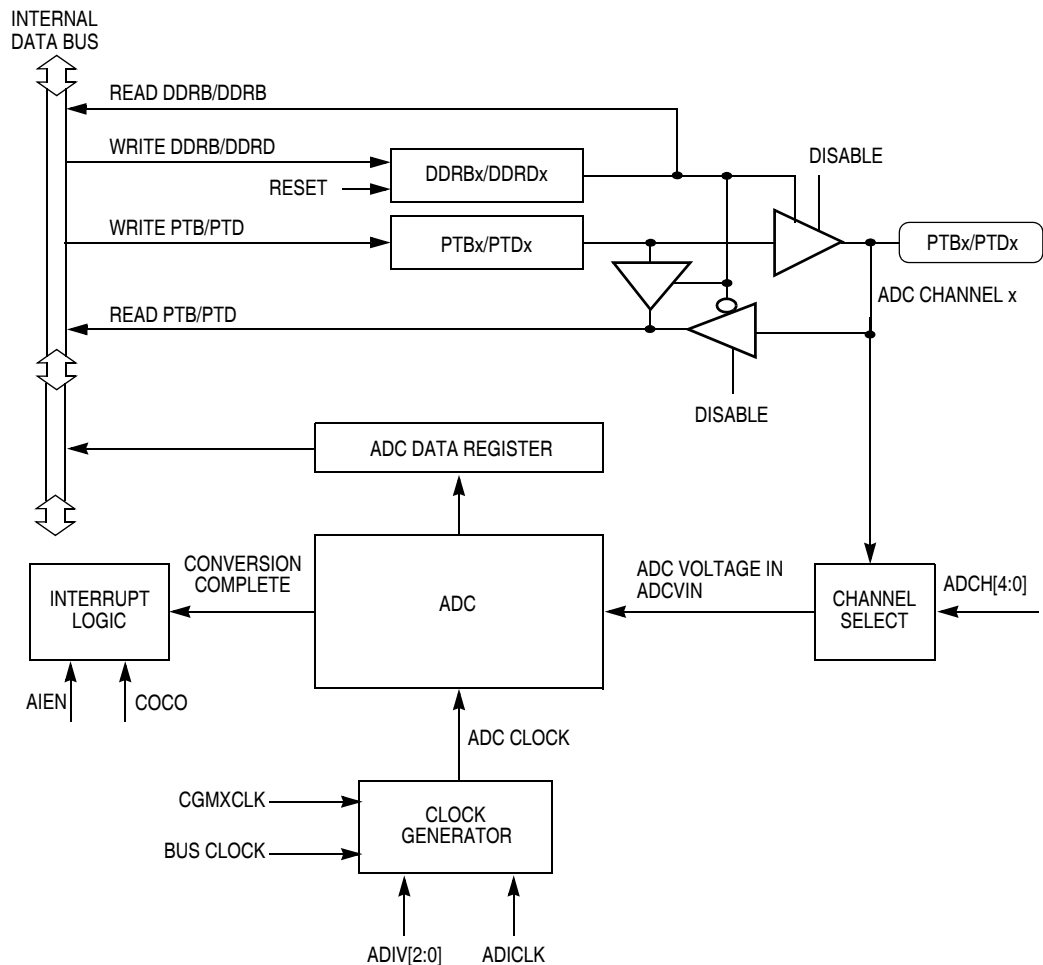 INTERNAL
DATA BUS
READ DDRB/DDRB
WRITE DDRB/DDRD
DISABLE
RESET
DDRBx/DDRDx
WRITE PTB/PTD
PTBx/PTDx
PTBx/PTDx
ADC CHANNEL x
READ PTB/PTD
DISABLE
ADC DATA REGISTER
CONVERSION
COMPLETE
ADC VOLTAGE IN
ADCVIN
ADCH[4:0]
INTERRUPT
LOGIC
ADC
CHANNEL
SELECT
AIEN
COCO
ADC CLOCK
CGMXCLK
CLOCK
GENERATOR
BUS CLOCK
ADIV[2:0]
ADICLK